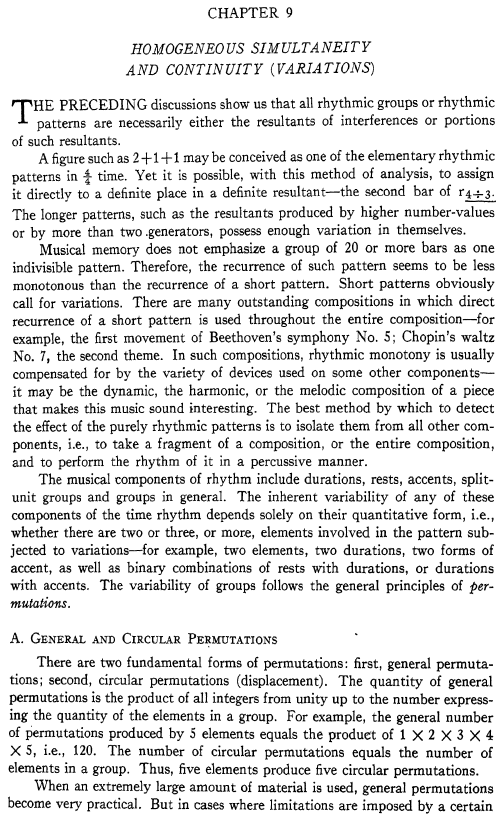 CHAPTER 9
HOMOGENEOUS SIMULTANEITY
AND CONTINUITY (VARIATIONS)
THE PRECEDING discussions show us that all rhythmic groups or rhythmic
patterns are necessarily either the resultants of interferences or portions
of such resultants.
A figure such as 2+1+1 may be conceived as one of the elementary rhythmic
patterns in 4/4 time. Yet it is possible, with this method of analysis, to assign
it directly to a definite place in a definite resultant—the second bar of r4÷3.
The longer patterns, such as the resultants produced by higher number-values
or by more than two generators, possess enough variation in themselves.
Musical memory does not emphasize a group of 20 or more bars as one
indivisible pattern. Therefore, the recurrence of such pattern seems to be less
monotonous than the recurrence of a short pattern. Short patterns obviously
call for variations. There are many outstanding compositions in which direct
recurrence of a short pattern is used throughout the entire composition—for
example, the first movement of Beethoven's symphony No. 5; Chopin's waltz
No. 7, the second theme. In such compositions, rhythmic monotony is usually
compensated for by the variety of devices used on some other components—
it may be the dynamic, the harmonic, or the melodic composition of a piece
that makes this music sound interesting. The best method by which to detect
the effect of the purely rhythmic patterns is to isolate them from all other com-
ponents, i.e., to take a fragment of a composition, or the entire composition,
and to perform the rhythm of it in a percussive manner.
The musical components of rhythm include durations, rests, accents, split-
unit groups and groups in general. The inherent variability of any of these
components of the time rhythm depends solely on their quantitative form, i.e.,
whether there are two or three, or more, elements involved in the pattern sub-
jected to variations—for example, two elements, two durations, two forms of
accent, as well as binary combinations of rests with durations, or durations
with accents. The variability of groups follows the general principles of per-
mutations.
A. GENERAL AND CIRCULAR PERMUTATIONS
There are two fundamental forms of permutations: first, general permuta-
tions; second, circular permutations (displacement). The quantity of general
permutations is the product of all integers from unity up to the number express-
ing the quantity of the elements in a group. For example, the general number
of permutations produced by 5 elements equals the product of 1 × 2 × 3 × 4
× 5, i.e., 120. The number of circular permutations equals the number of
elements in a group. Thus, five elements produce five circular permutations.
When an extremely large amount of material is used, general permutations
become very practical. But in cases where limitations are imposed by a certain